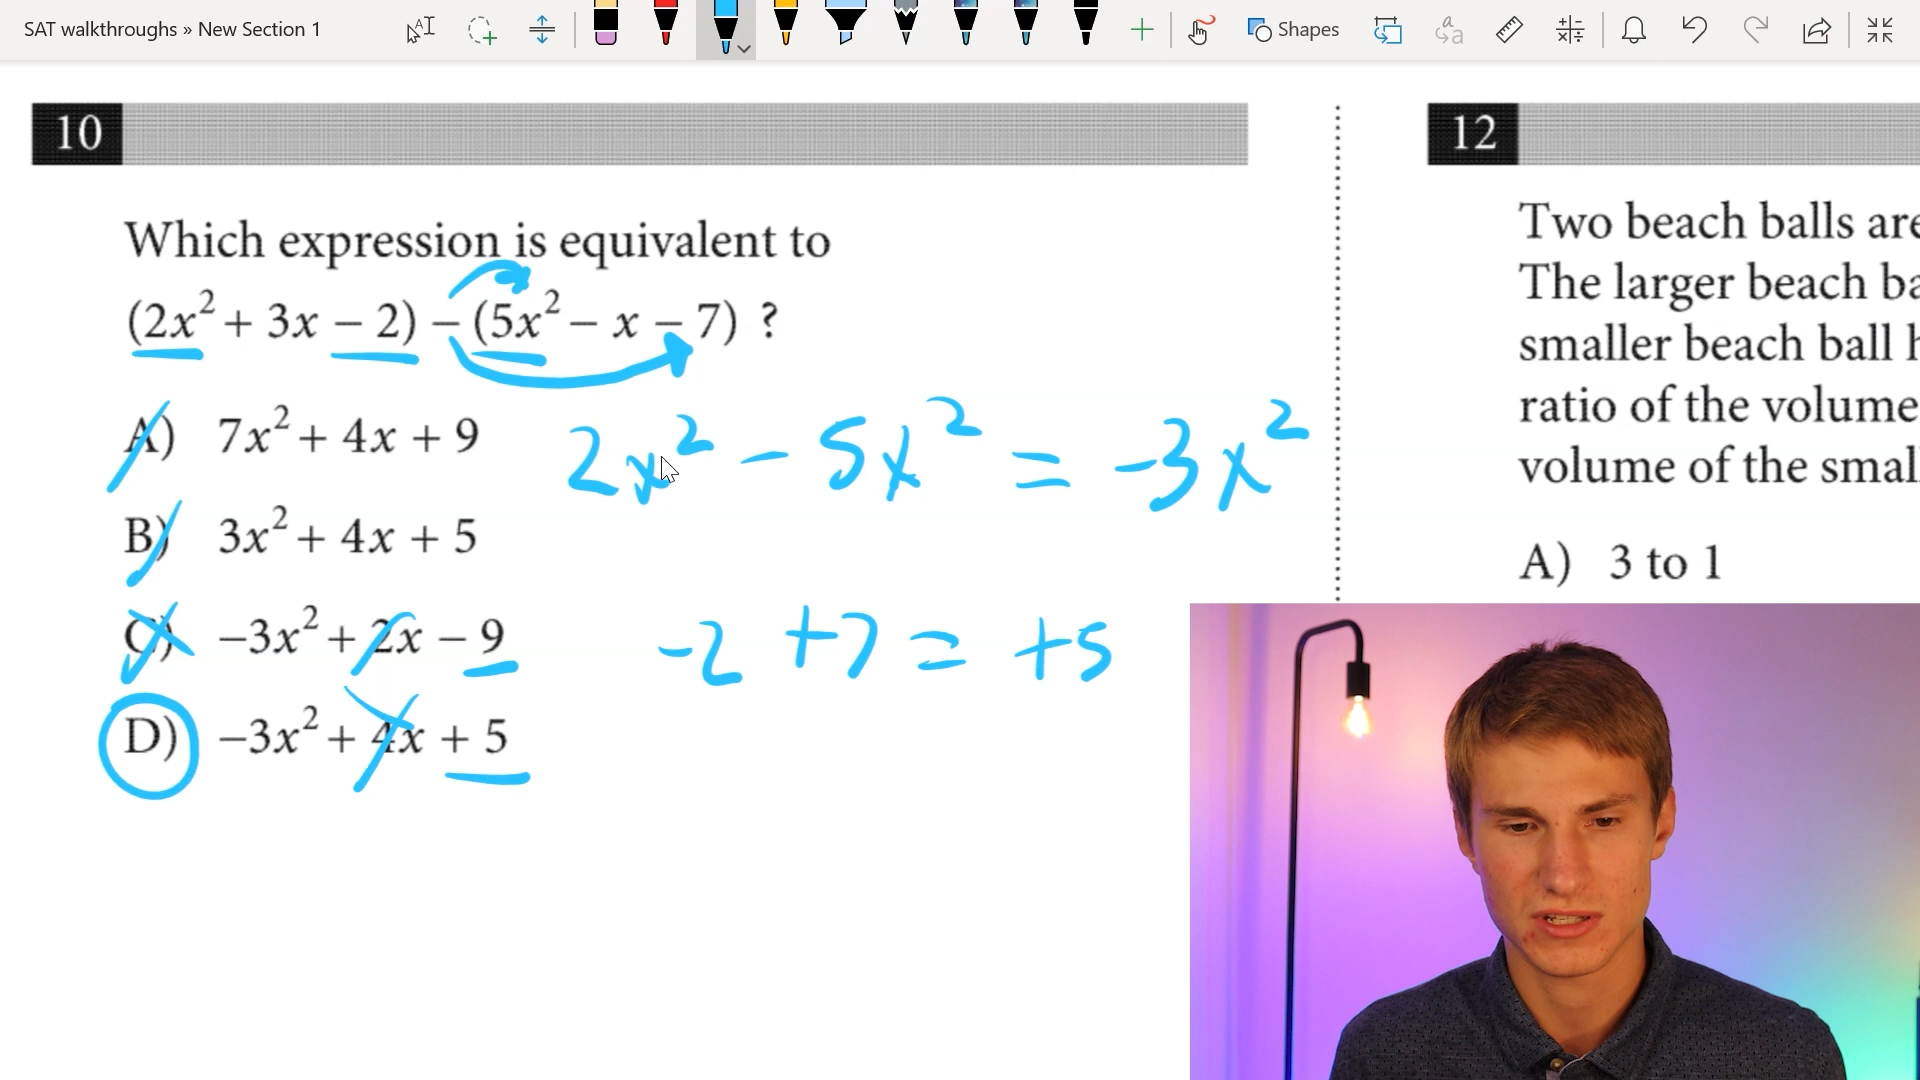 SAT walkthroughs » New Section 1
Shapes
10
Which expression is equivalent to
(2x² + 3x − 2) − (5x² − x − 7) ?
A) 7x² + 4x + 9
B) 3x² + 4x + 5
C) −3x² + 2x − 9
D) −3x² + 4x + 5
2x² − 5x² = −3x²
-2 +7 = +5
12
Two beach balls are
The larger beach ba
smaller beach ball h
ratio of the volume
volume of the smal
A) 3 to 1